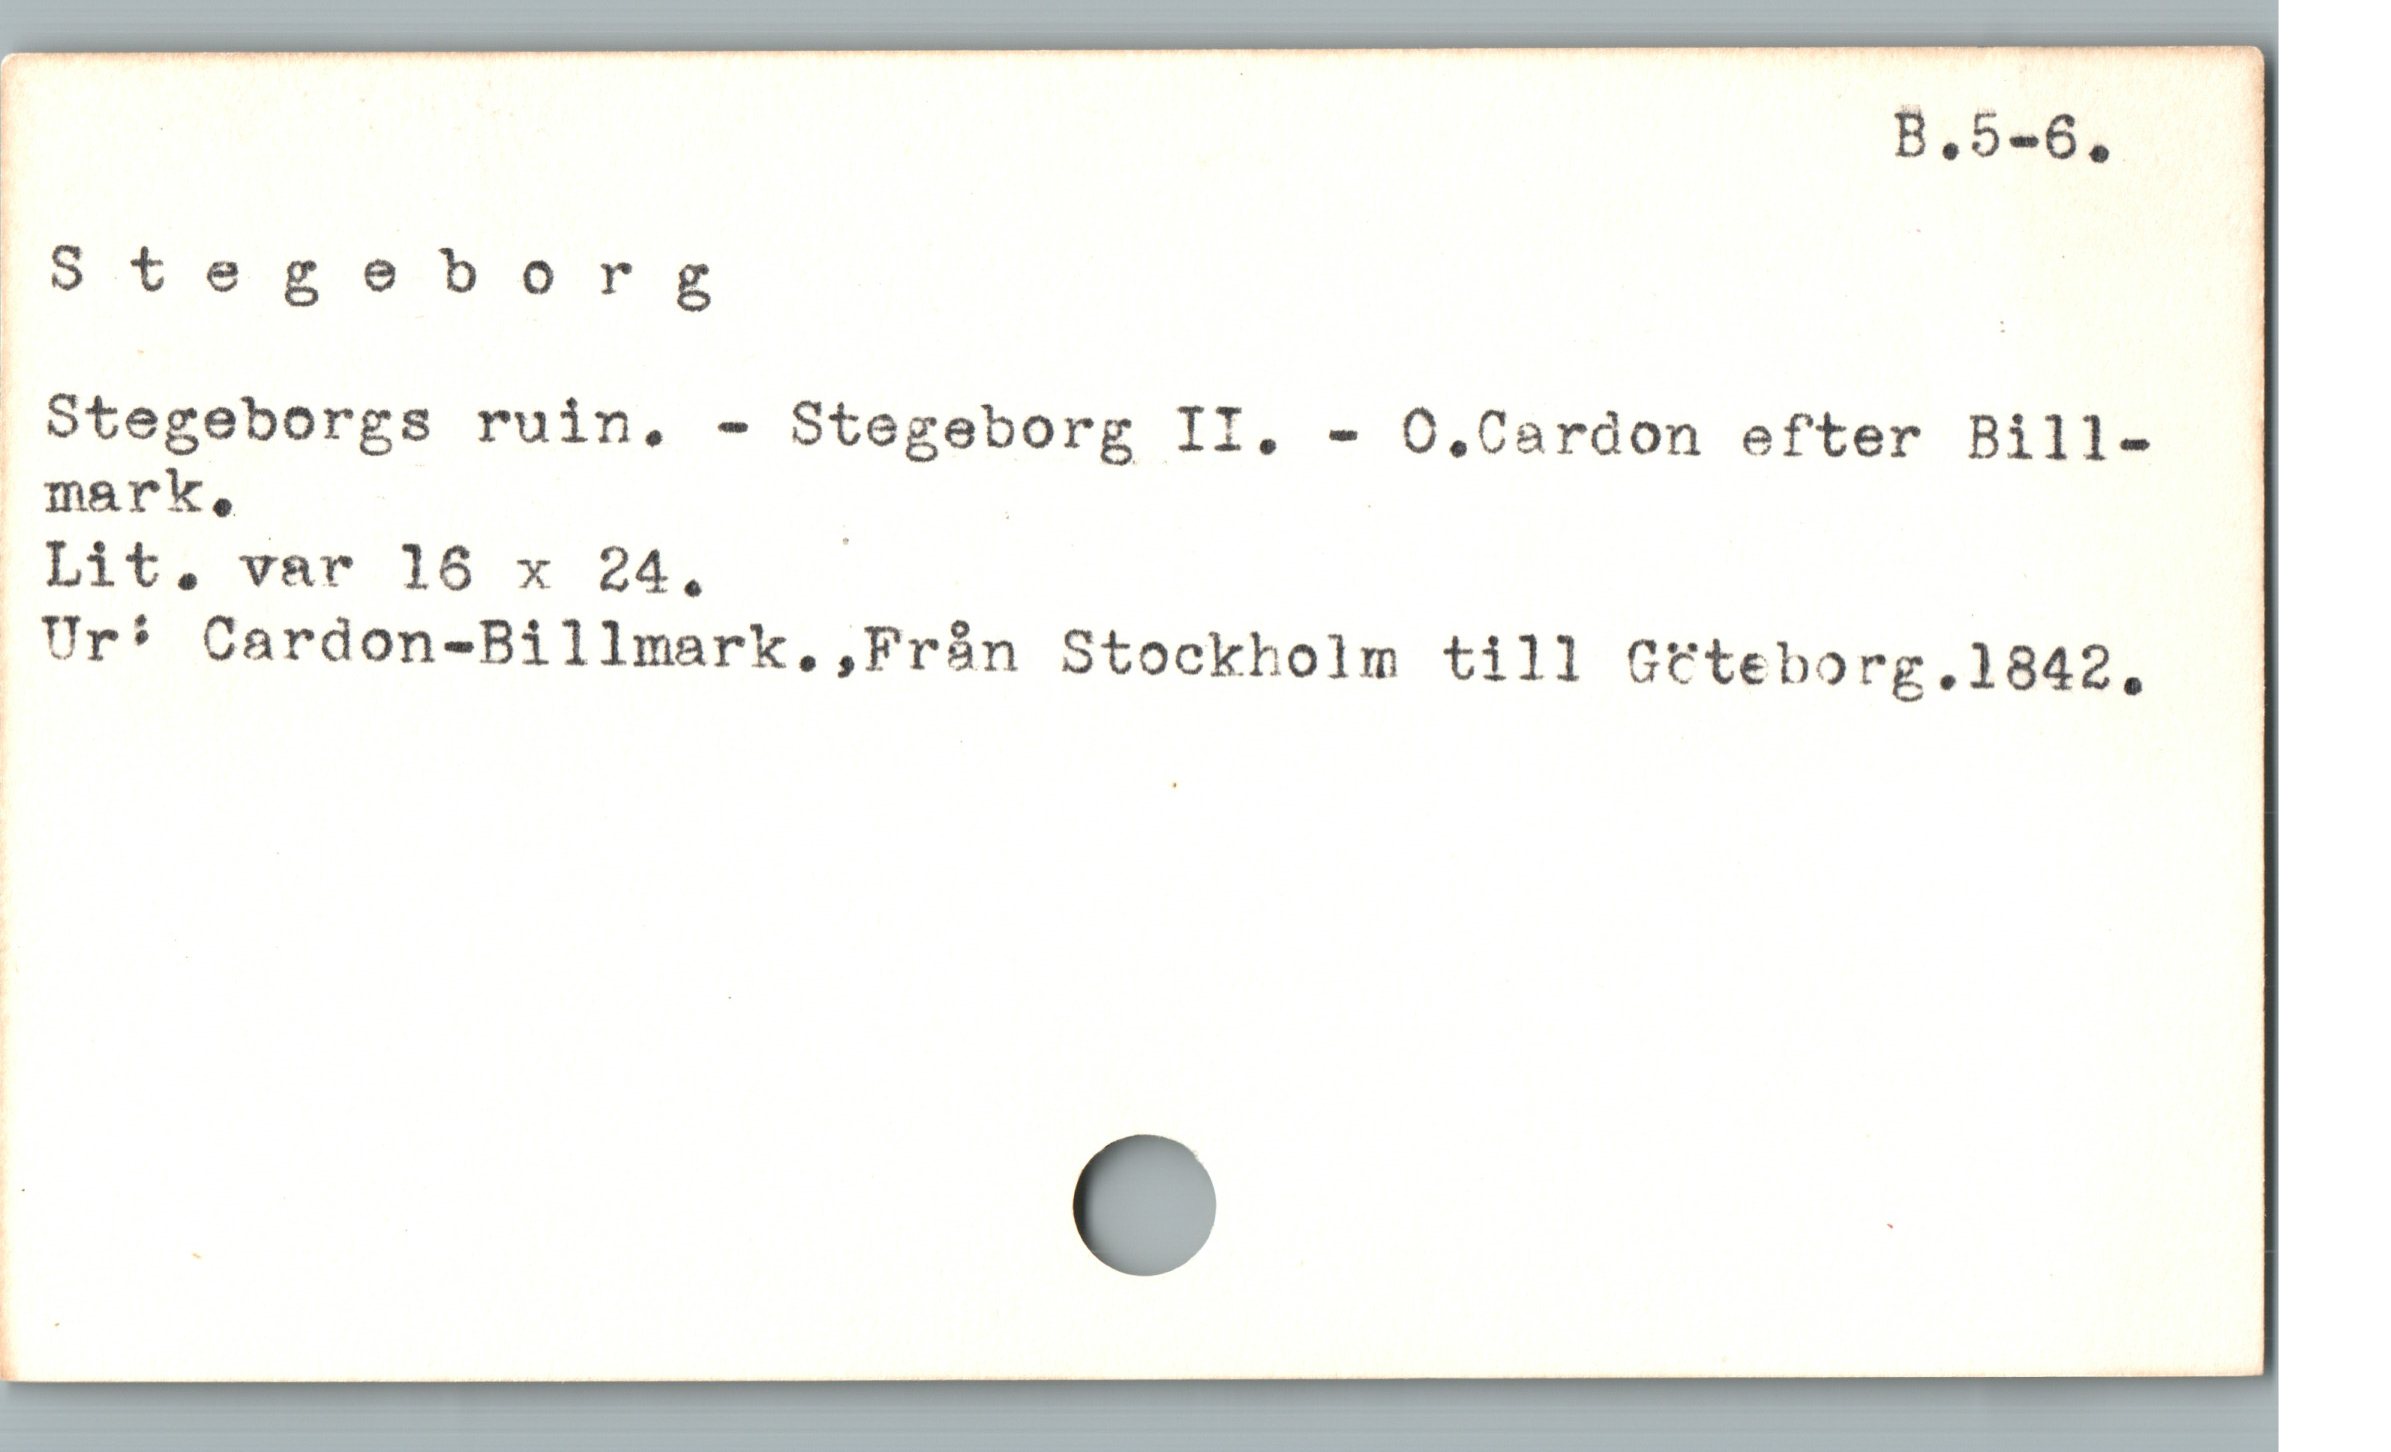 B.5-6.
S t e g e b o r g
Stegeborgs ruin. - Stegeborg II. - O.Cardon efter Bill-
mark.
Lit. var 16 x 24.
Ur: Cardon-Billmark.,Från Stockholm till Göteborg.1842.